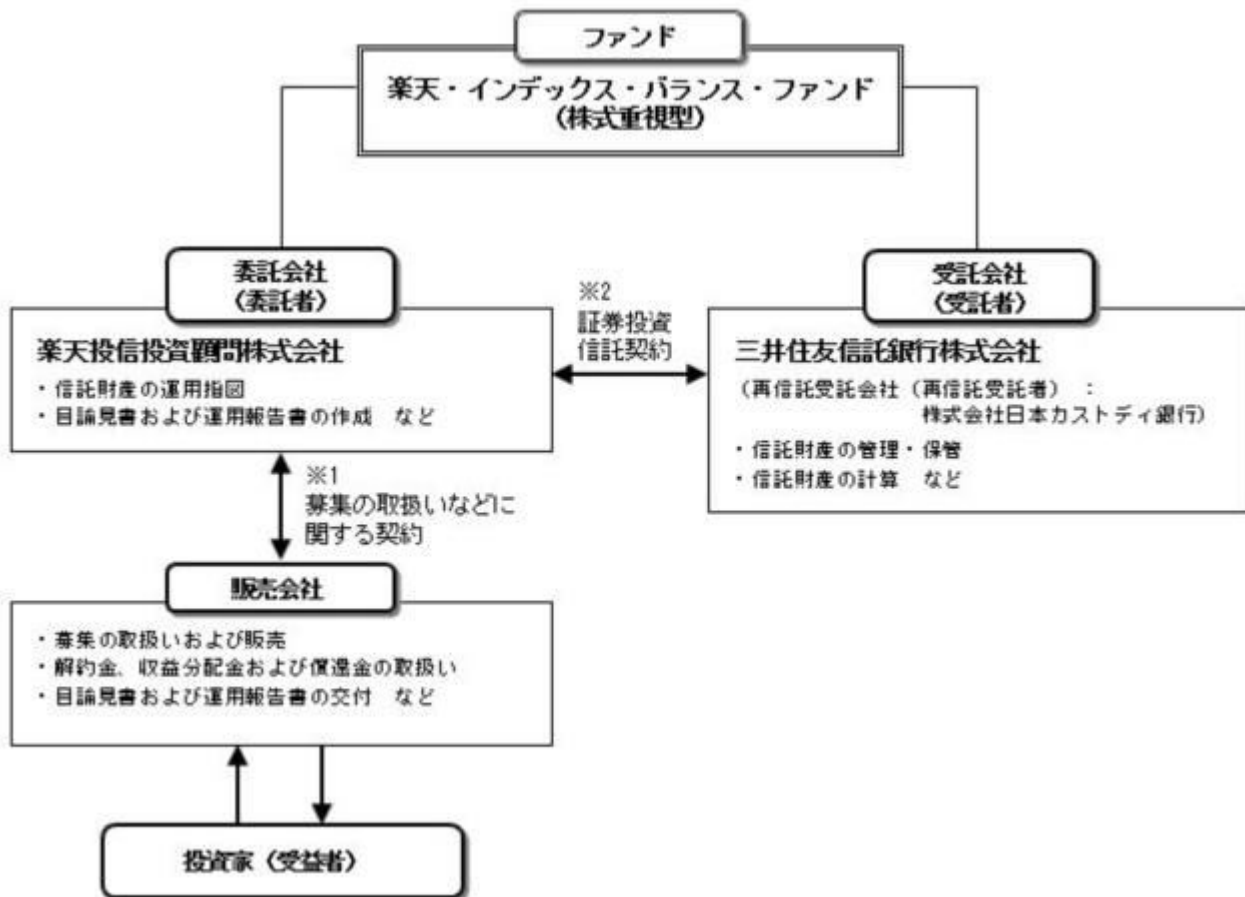 ファンド
楽天・インデックス・バランス・ファンド
(株式重視型)
委託会社
(委託者)
楽天投信投資顧問株式会社
・信託財産の運用指図
・目論見書および運用報告書の作成 など
※2
証券投資
信託契約
受託会社
(受託者)
三井住友信託銀行株式会社
(再信託受託会社(再信託受託者) :
株式会社日本カストディ銀行)
・信託財産の管理・保管
・信託財産の計算 など
※1
募集の取扱いなどに
関する契約
販売会社
・募集の取扱いおよび販売
・解約金、収益分配金および償還金の取扱い
・目論見書および運用報告書の交付 など
投資家(受益者)